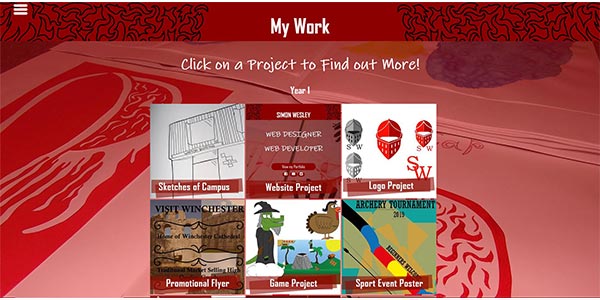 My Work
Click on a Project to Find out More!
Year 1
SIMON WESLEY
WEB DESIGNER
WEB DEVELOPER
View my Portfolio
Sketches of Campus
Website Project
S W
S W
SW
Logo Project
VISIT WINCHESTER
Home of Winchester Cathedral
Traditional Market Selling High
Promotional Flyer
Game Project
ARCHERY TOURNAMENT
2019
BEGINNERS WELCOME
Sport Event Poster